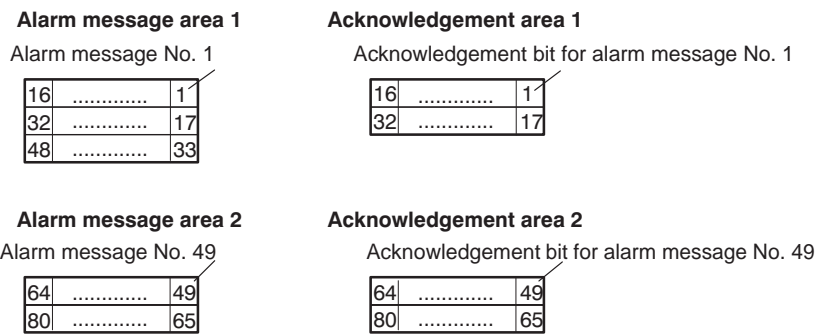 Alarm message area 1 Acknowledgement area 1
Alarm message No. 1 Acknowledgement bit for alarm message No. 1
16 ............. 1 16 ............. 1
32 ............. 17 32 ............. 17
48 ............. 33
Alarm message area 2 Acknowledgement area 2
Alarm message No. 49 Acknowledgement bit for alarm message No. 49
64 ............. 49 64 ............. 49
80 ............. 65 80 ............. 65